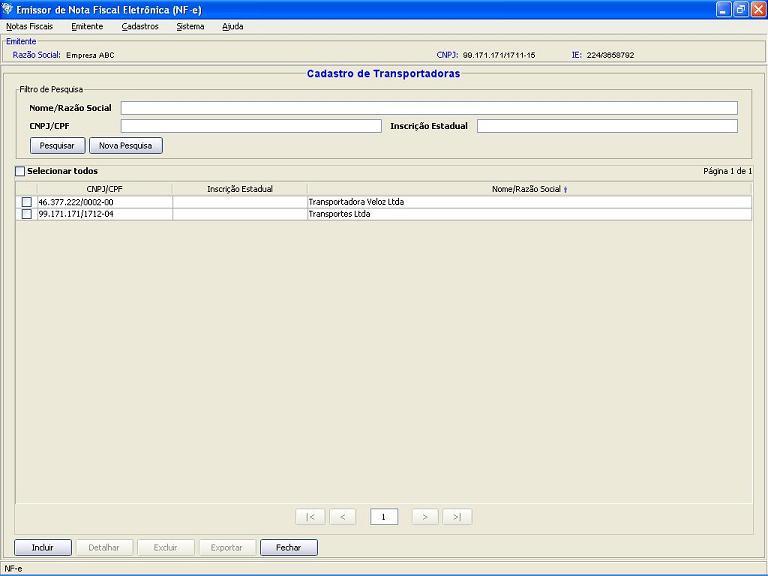 Emissor de Nota Fiscal Eletrônica (NF-e)
Notas Fiscais Emitente Cadastros Sistema Ajuda
Emitente
Razão Social: Empresa ABC CNPJ: 99.171.171/1711-15 IE: 224/3658792
Cadastro de Transportadoras
Filtro de Pesquisa
Nome/Razão Social
CNPJ/CPF Inscrição Estadual
Pesquisar Nova Pesquisa
Selecionar todos Página 1 de 1
CNPJ/CPF Inscrição Estadual Nome/Razão Social
46.377.222/0002-00 Transportadora Veloz Ltda
99.171.171/1712-04 Transportes Ltda
|< < 1 > >|
Incluir Detalhar Excluir Exportar Fechar
NF-e